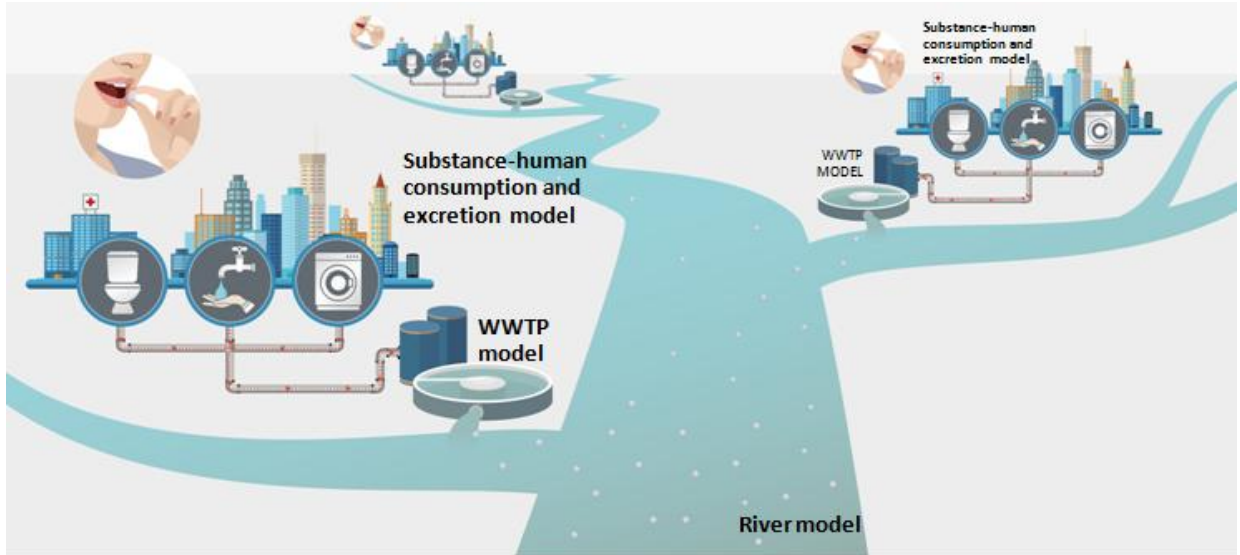 Substance-human
consumption and
excretion model
WWTP
model
Substance-human
consumption and
excretion model
WWTP
MODEL
River model